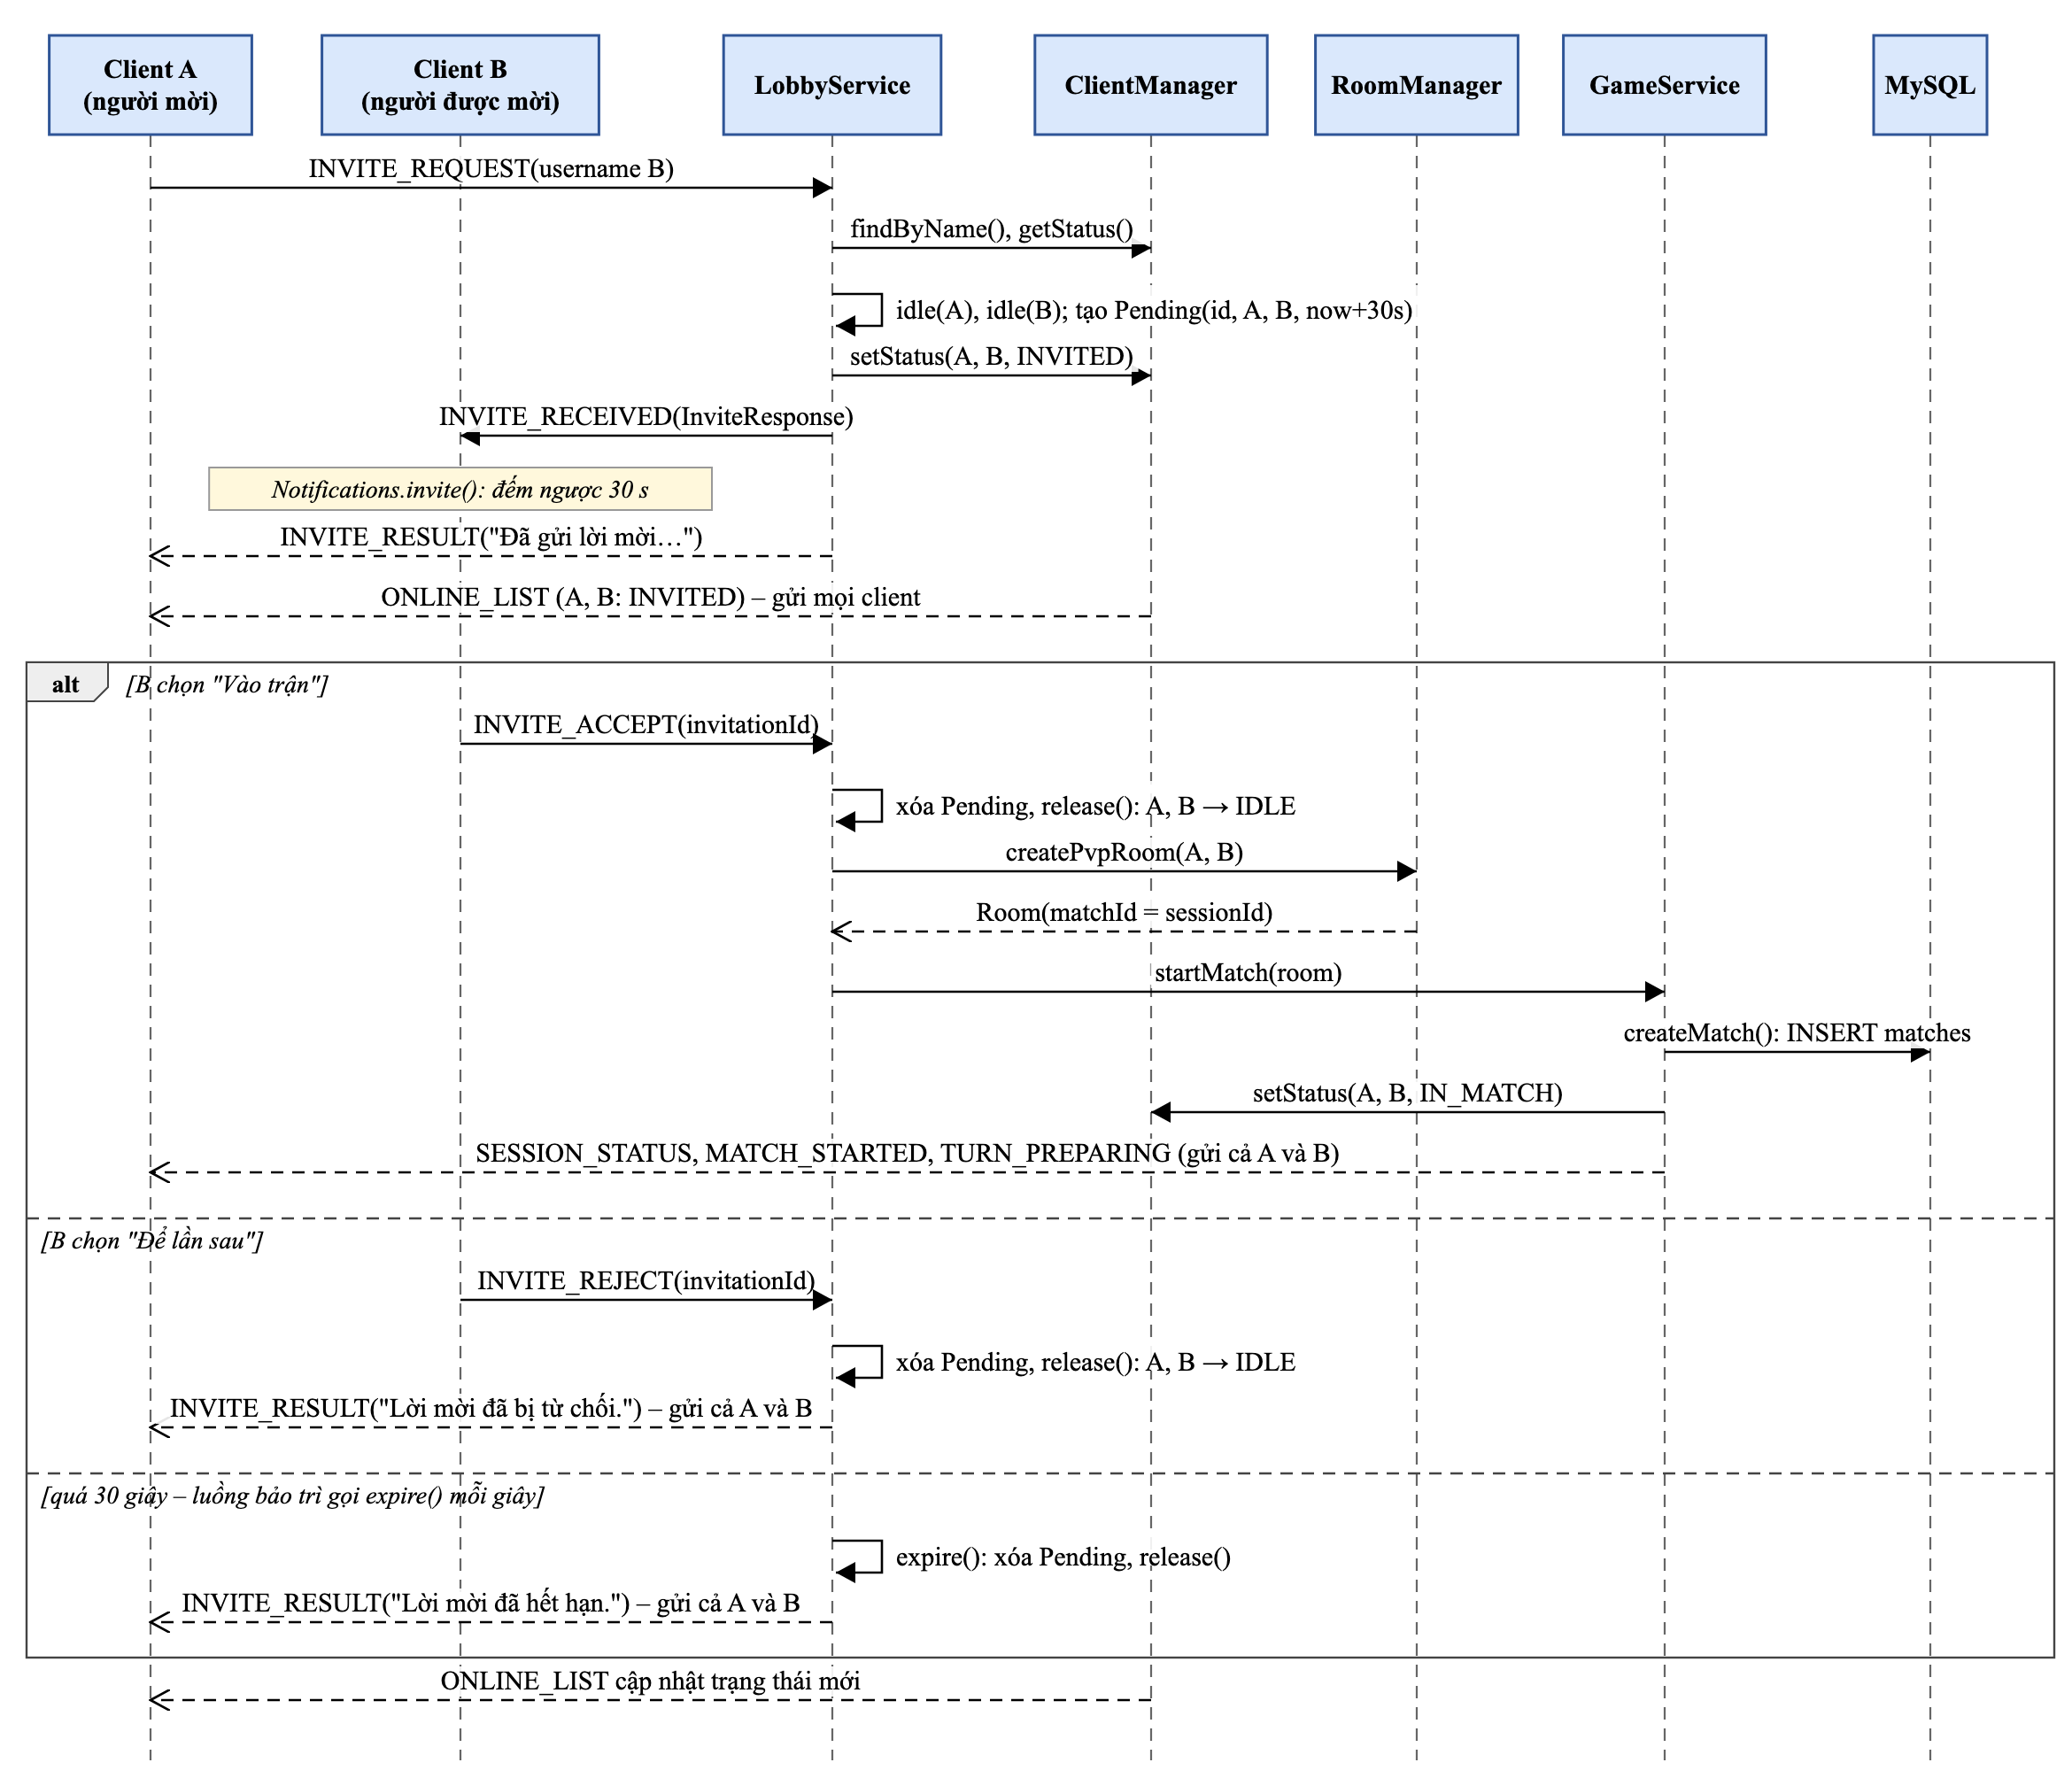 Client A
(người mời)
Client B
(người được mời)
LobbyService
ClientManager
RoomManager
GameService
MySQL
INVITE_REQUEST(username B)
findByName(), getStatus()
idle(A), idle(B); tạo Pending(id, A, B, now+30s)
setStatus(A, B, INVITED)
INVITE_RECEIVED(InviteResponse)
Notifications.invite(): đếm ngược 30 s
INVITE_RESULT("Đã gửi lời mời…")
ONLINE_LIST (A, B: INVITED) – gửi mọi client
alt
[B chọn "Vào trận"]
INVITE_ACCEPT(invitationId)
xóa Pending, release(): A, B → IDLE
createPvpRoom(A, B)
Room(matchId = sessionId)
startMatch(room)
createMatch(): INSERT matches
setStatus(A, B, IN_MATCH)
SESSION_STATUS, MATCH_STARTED, TURN_PREPARING (gửi cả A và B)
[B chọn "Để lần sau"]
INVITE_REJECT(invitationId)
xóa Pending, release(): A, B → IDLE
INVITE_RESULT("Lời mời đã bị từ chối.") – gửi cả A và B
[quá 30 giây – luồng bảo trì gọi expire() mỗi giây]
expire(): xóa Pending, release()
INVITE_RESULT("Lời mời đã hết hạn.") – gửi cả A và B
ONLINE_LIST cập nhật trạng thái mới